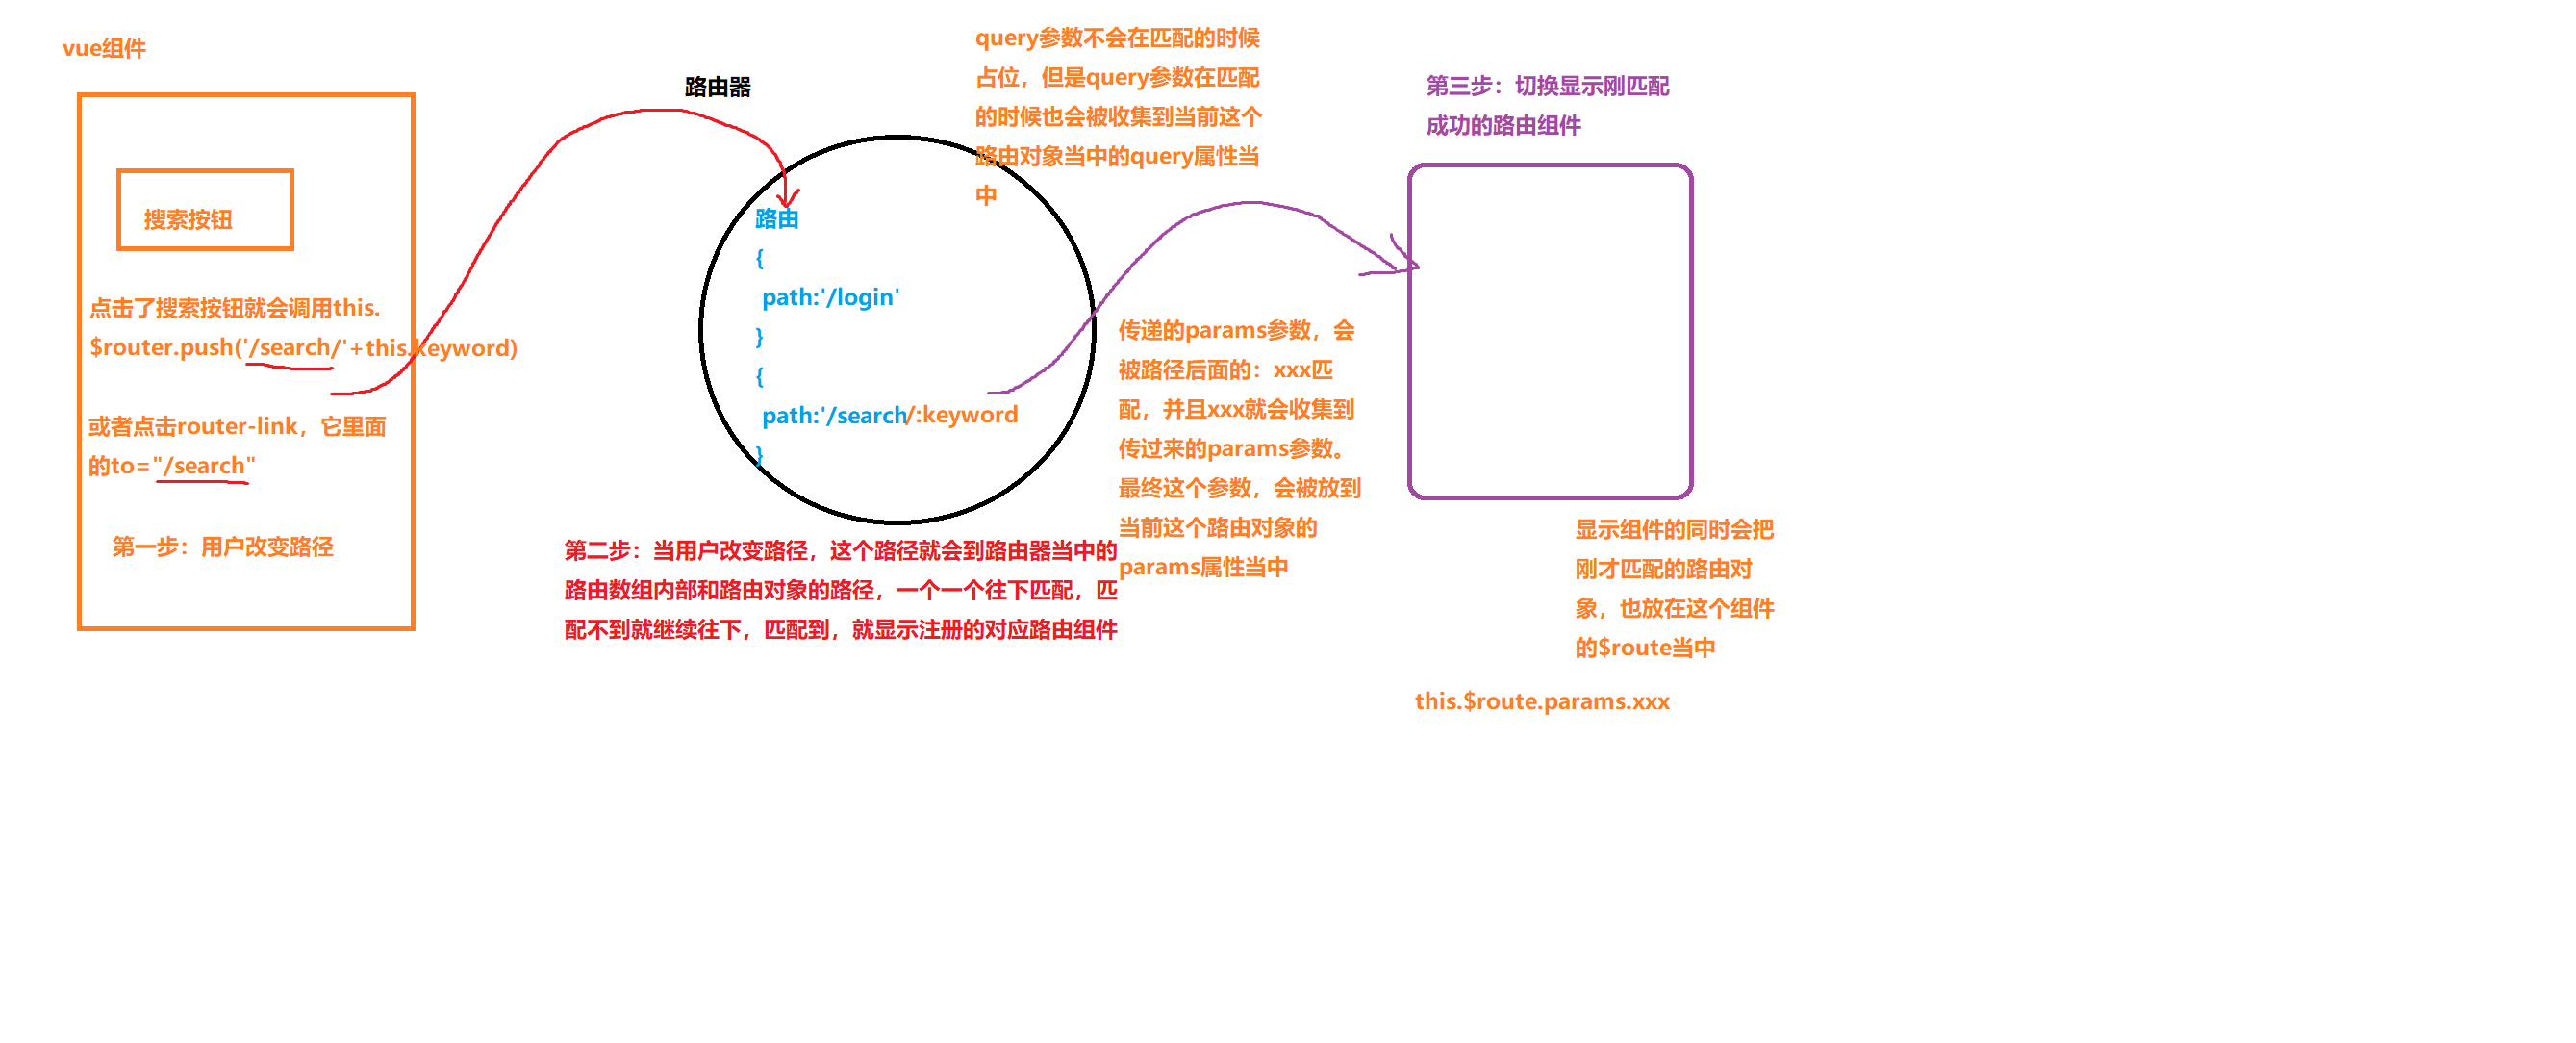 vue组件
搜索按钮
点击了搜索按钮就会调用this.
$router.push('/search/'+this.keyword)
或者点击router-link，它里面
的to="/search"
第一步：用户改变路径
路由器
路由
{
path:'/login'
}
{
path:'/search/:keyword
}
第二步：当用户改变路径，这个路径就会到路由器当中的
路由数组内部和路由对象的路径，一个一个往下匹配，匹
配不到就继续往下，匹配到，就显示注册的对应路由组件
query参数不会在匹配的时候
占位，但是query参数在匹配
的时候也会被收集到当前这个
路由对象当中的query属性当
中
传递的params参数，会
被路径后面的：xxx匹
配，并且xxx就会收集到
传过来的params参数。
最终这个参数，会被放到
当前这个路由对象的
params属性当中
第三步：切换显示刚匹配
成功的路由组件
显示组件的同时会把
刚才匹配的路由对
象，也放在这个组件
的$route当中
this.$route.params.xxx